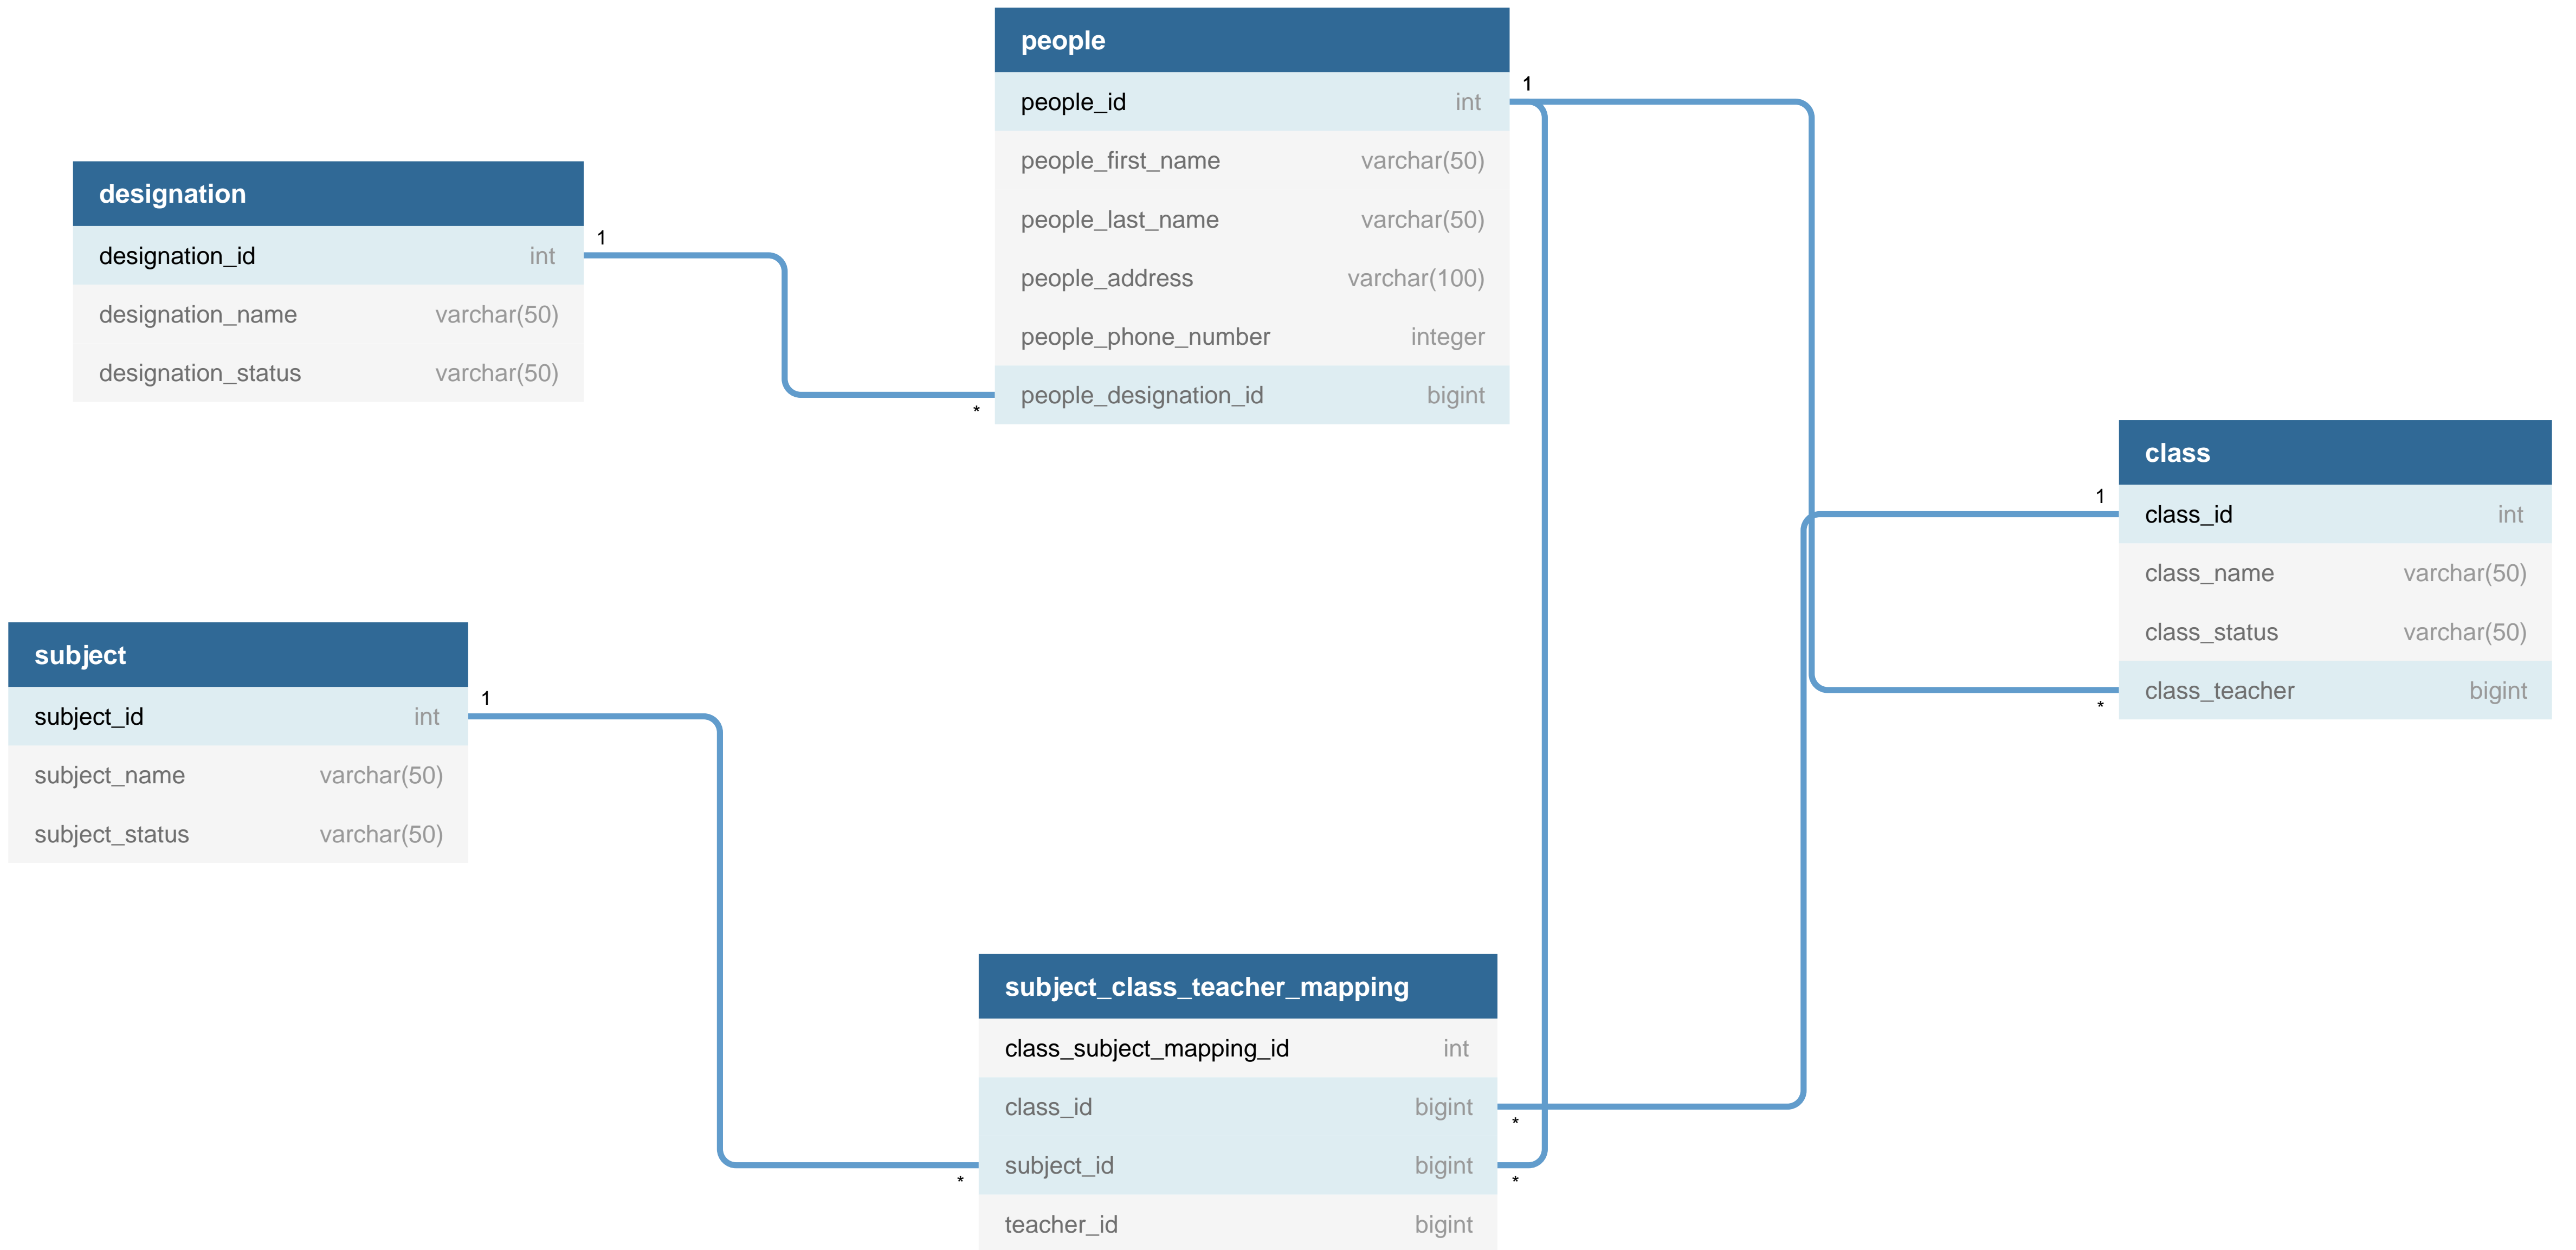 people
people_id int
people_first_name varchar(50)
people_last_name varchar(50)
people_address varchar(100)
people_phone_number integer
people_designation_id bigint
1
*
designation
designation_id int
designation_name varchar(50)
designation_status varchar(50)
1
class
class_id int
class_name varchar(50)
class_status varchar(50)
class_teacher bigint
1
*
subject
subject_id int
subject_name varchar(50)
subject_status varchar(50)
1
subject_class_teacher_mapping
class_subject_mapping_id int
class_id bigint
*
subject_id bigint
* *
teacher_id bigint